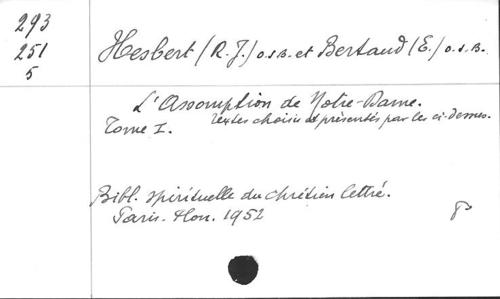 293
251
5
Hesbert (R.J.) o.s.B. et Bertaud (E.) o.s.B.
L'Assomption de Notre-Dame.
Tome I. Textes choisis et présentés par les ci-dessus.
Bibl. spirituelle du chrétien lettré.
Paris. Plon. 1952
8°